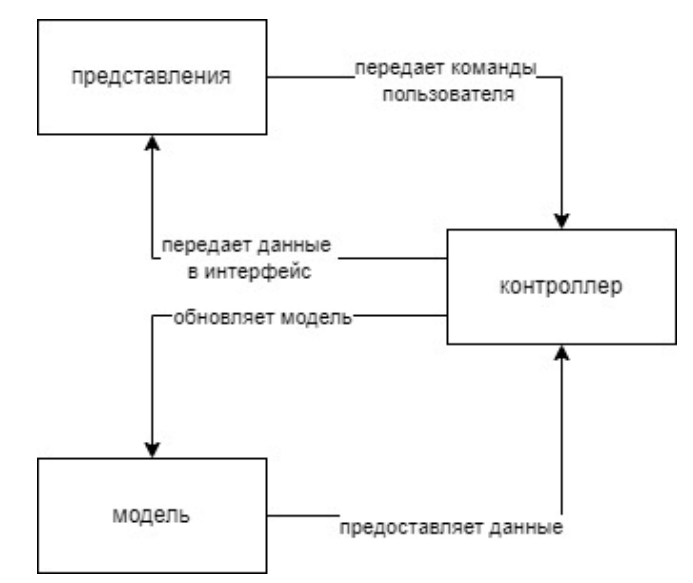 представления
передает команды
пользователя
передает данные
в интерфейс
контроллер
обновляет модель
модель
предоставляет данные